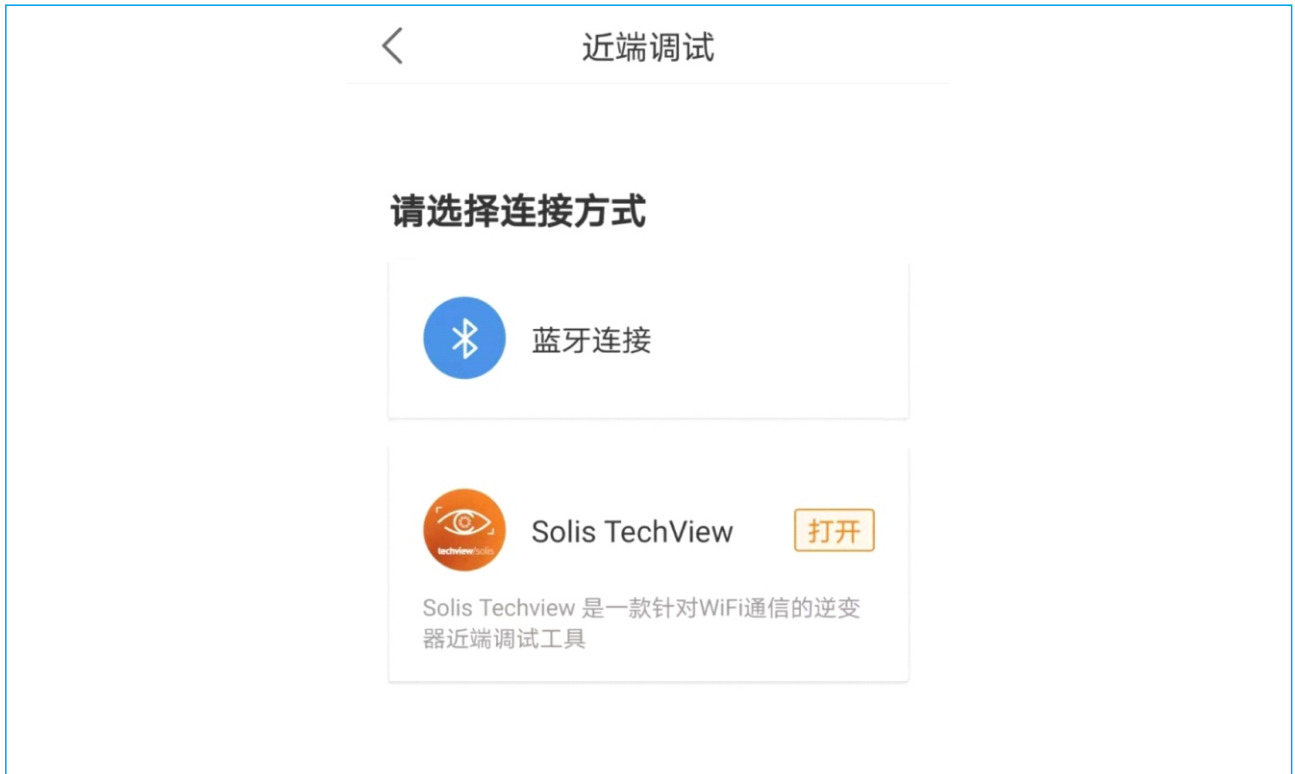 近端调试
请选择连接方式
蓝牙连接
techview/solis
Solis TechView 打开
Solis Techview 是一款针对WiFi通信的逆变
器近端调试工具